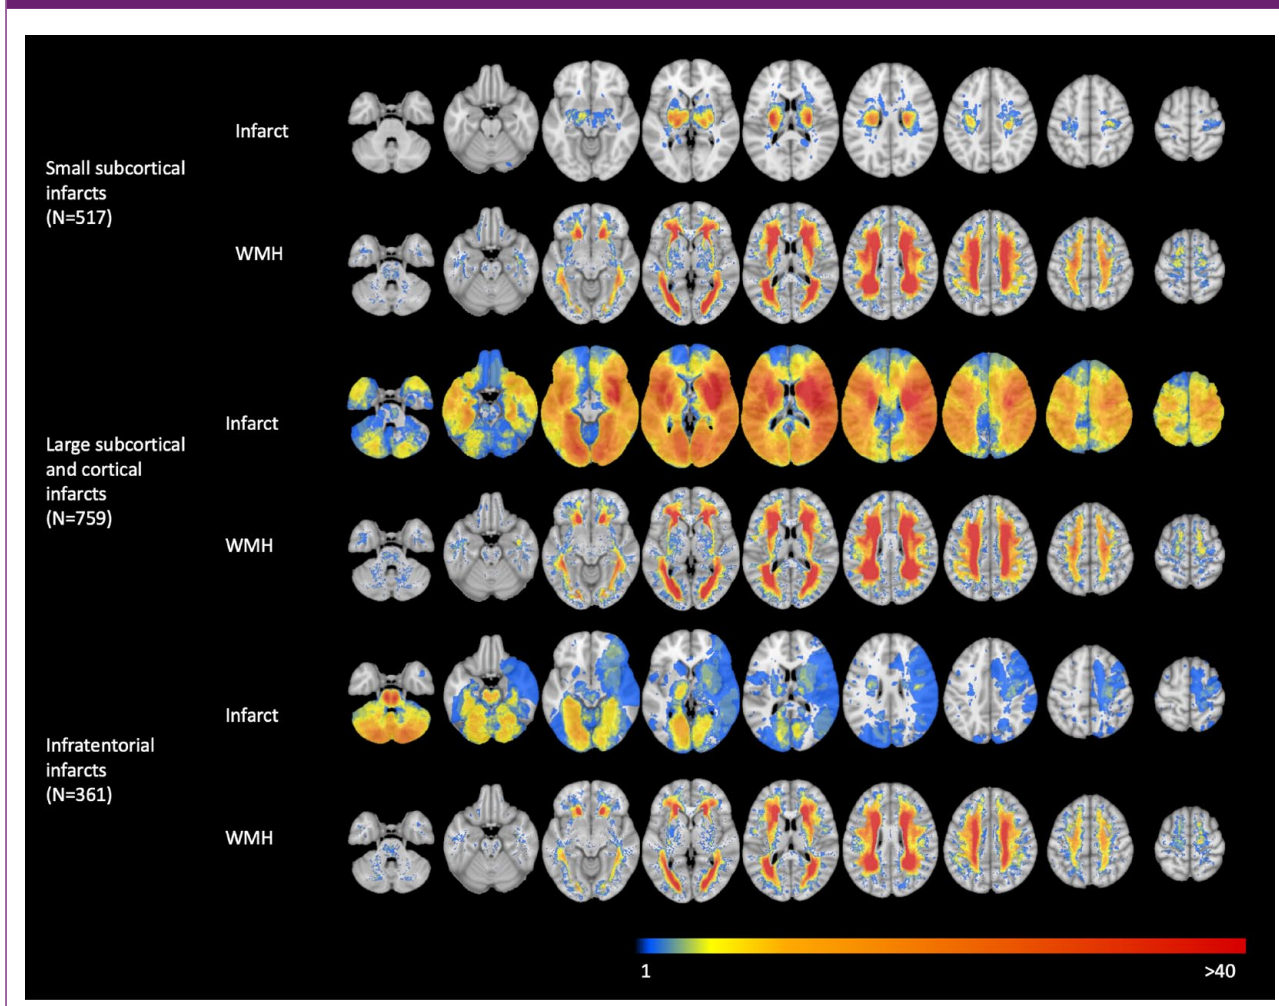 Infarct
Small subcortical
infarcts
(N=517)
WMH
Infarct
Large subcortical
and cortical
infarcts
(N=759)
WMH
Infarct
Infratentorial
infarcts
(N=361)
WMH
1
>40